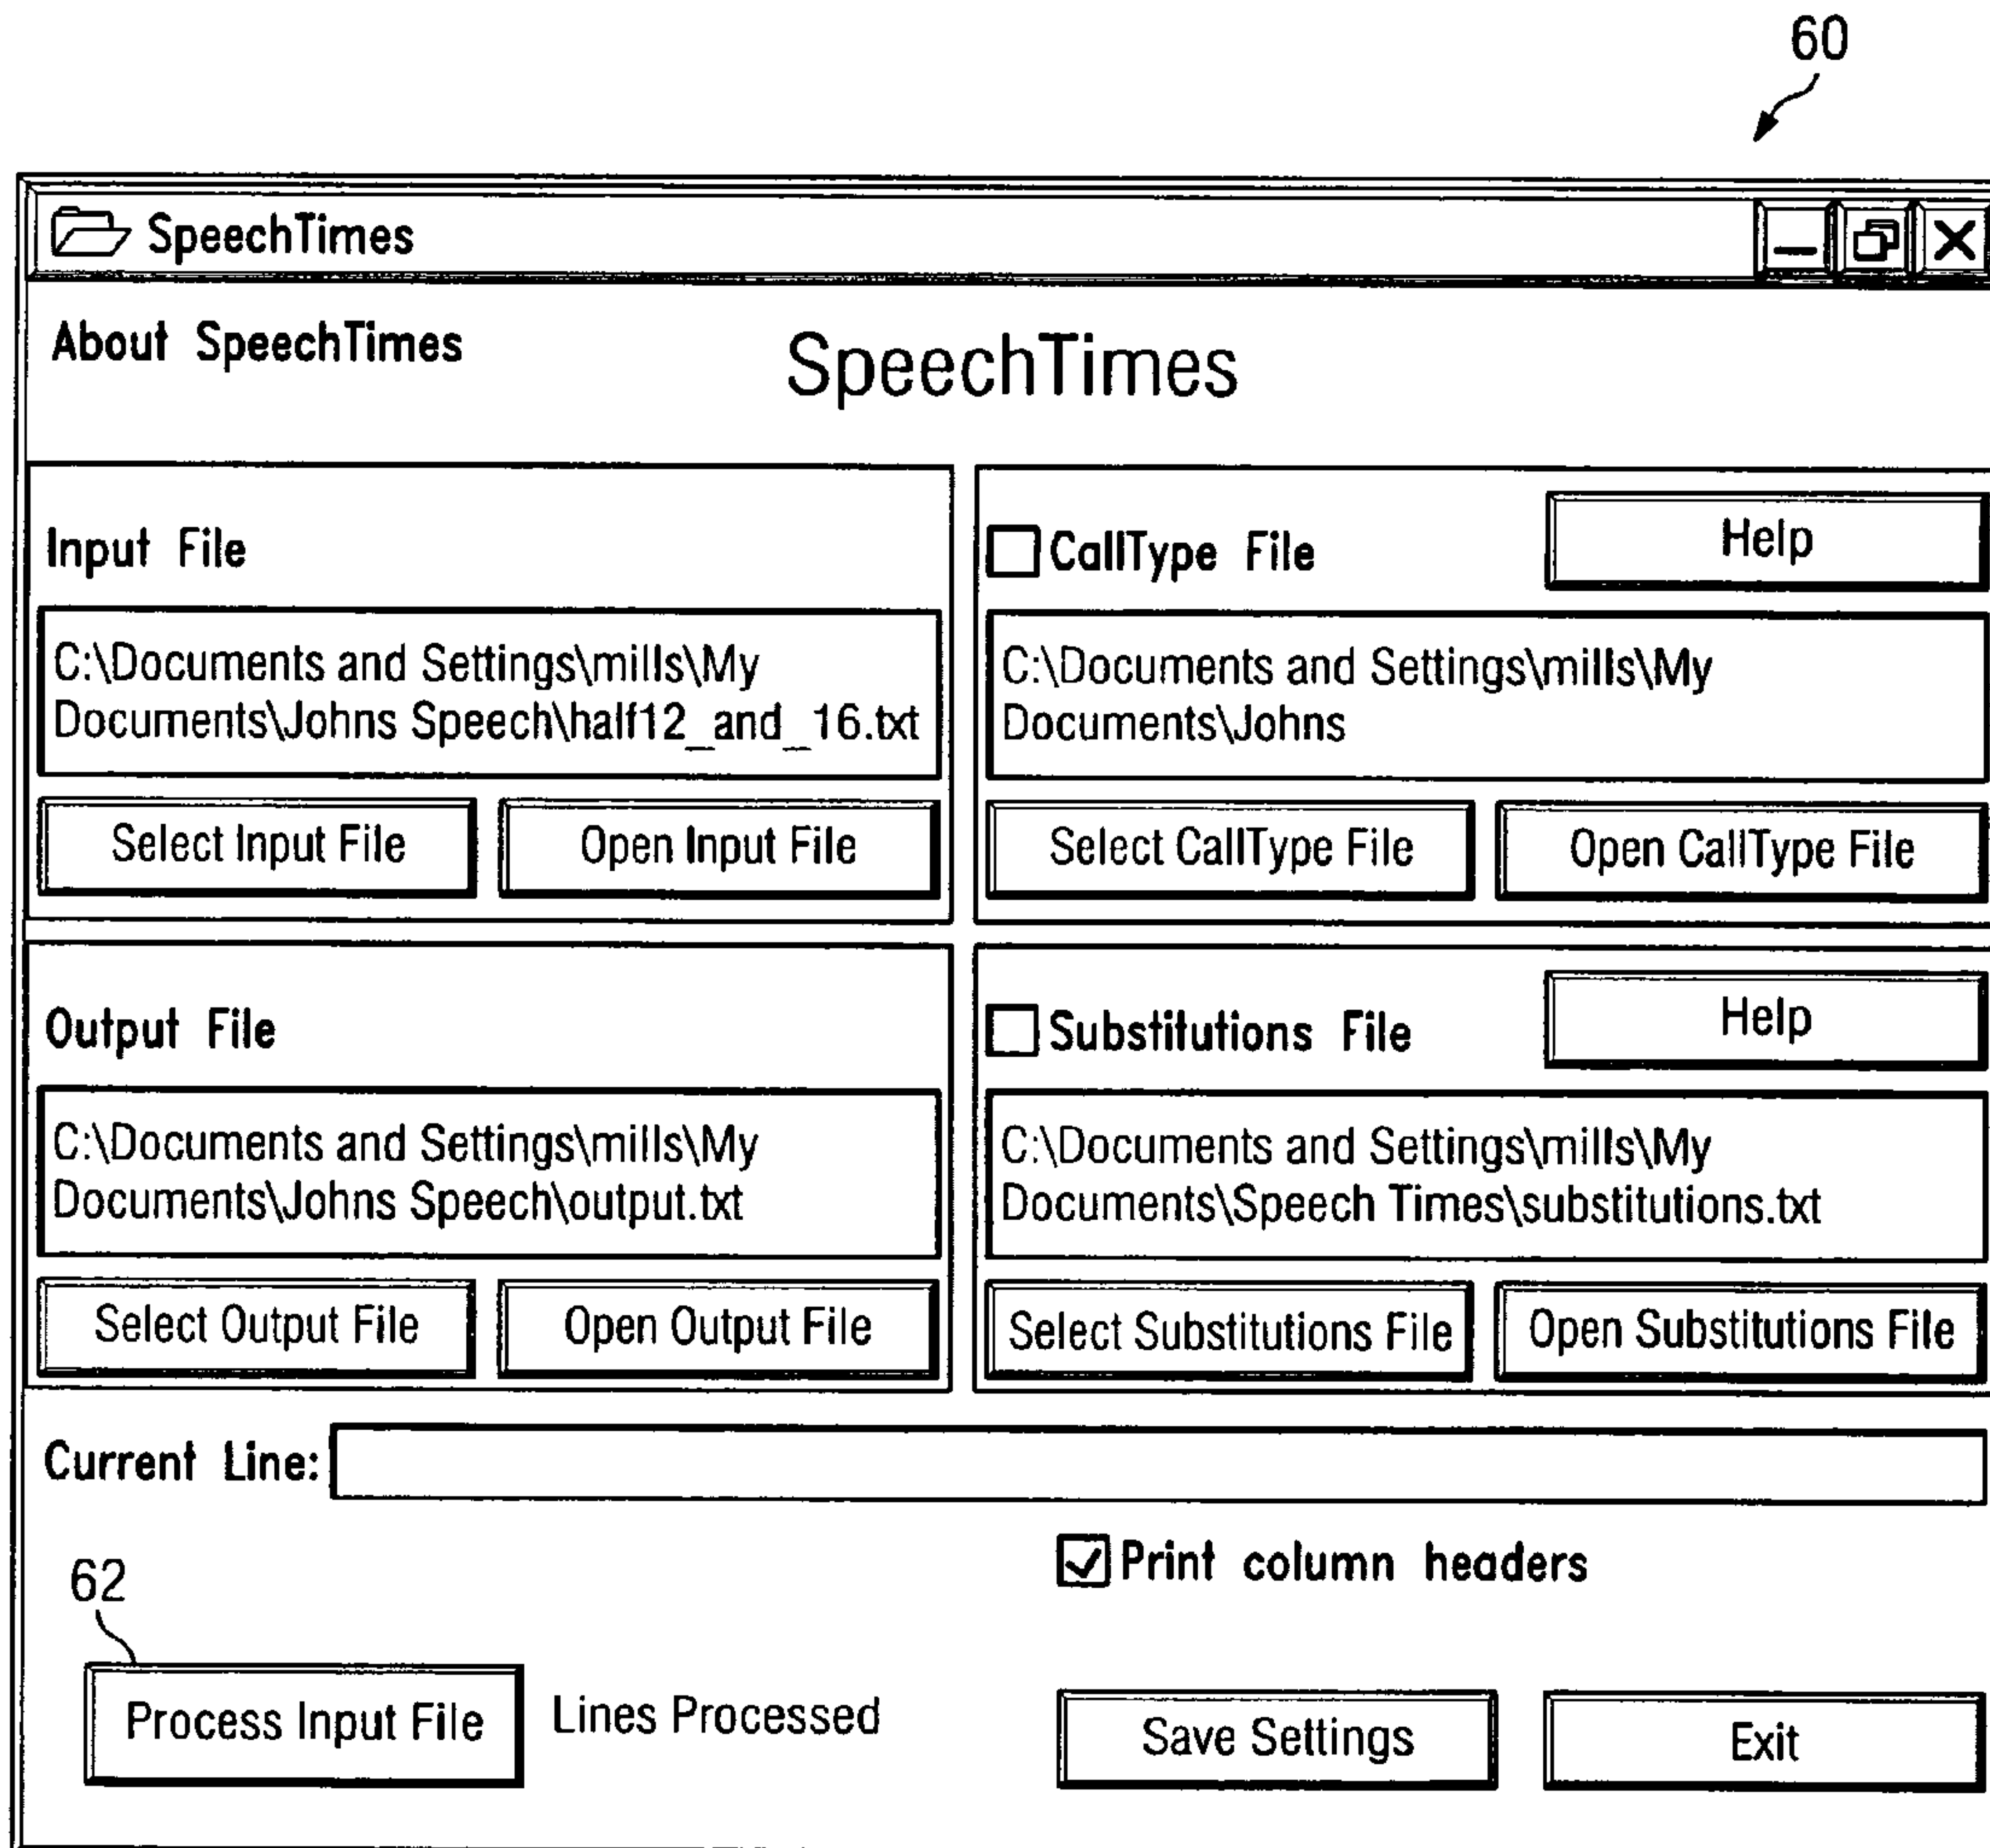 60
SpeechTimes
About SpeechTimes
SpeechTimes
Input File
C:\Documents and Settings\mills\My
Documents\Johns Speech\half12_and_16.txt
Select Input File
Open Input File
CallType File
Help
C:\Documents and Settings\mills\My
Documents\Johns
Select CallType File
Open CallType File
Output File
C:\Documents and Settings\mills\My
Documents\Johns Speech\output.txt
Select Output File
Open Output File
Substitutions File
Help
C:\Documents and Settings\mills\My
Documents\Speech Times\substitutions.txt
Select Substitutions File
Open Substitutions File
Current Line:
Print column headers
62
Process Input File
Lines Processed
Save Settings
Exit